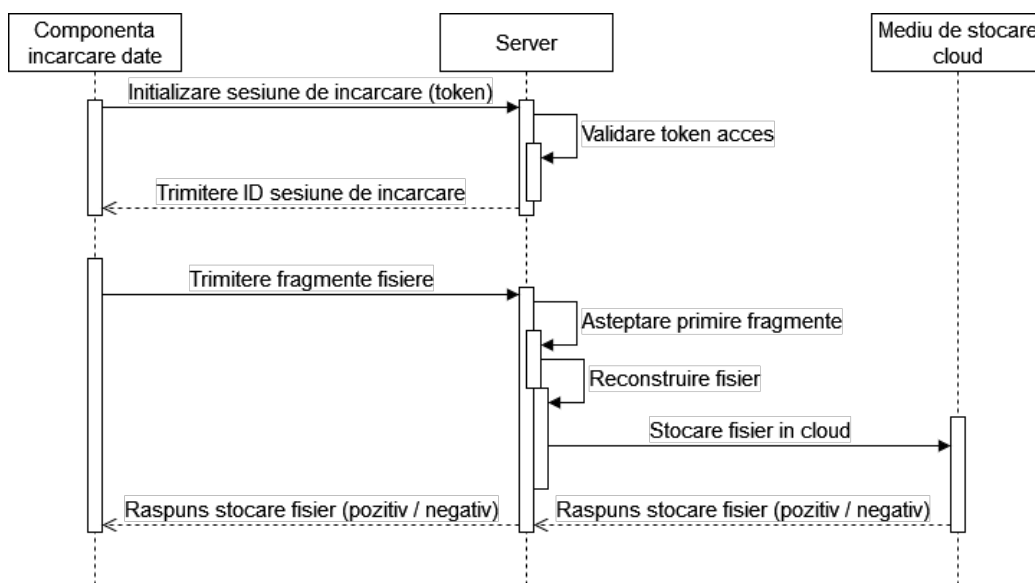 Componenta
incarcare date
Server
Mediu de stocare
cloud
Initializare sesiune de incarcare (token)
Validare token acces
Trimitere ID sesiune de incarcare
Trimitere fragmente fisiere
Asteptare primire fragmente
Reconstruire fisier
Stocare fisier in cloud
Raspuns stocare fisier (pozitiv / negativ)
Raspuns stocare fisier (pozitiv / negativ)